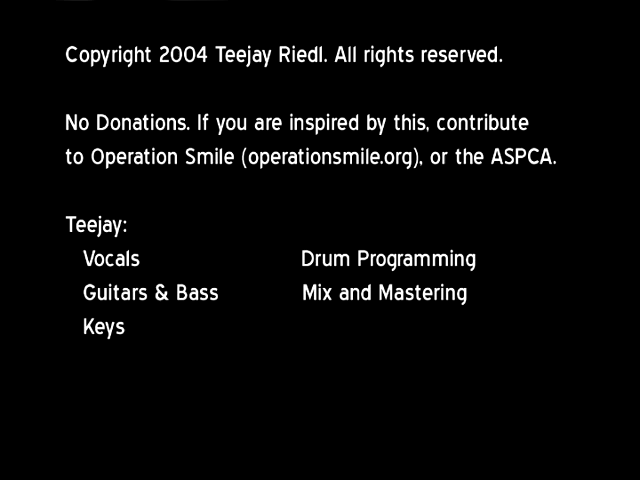 Copyright 2004 Teejay Riedl. All rights reserved.
No Donations. If you are inspired by this, contribute
to Operation Smile (operationsmile.org), or the ASPCA.
Teejay:
Vocals Drum Programming
Guitars & Bass Mix and Mastering
Keys